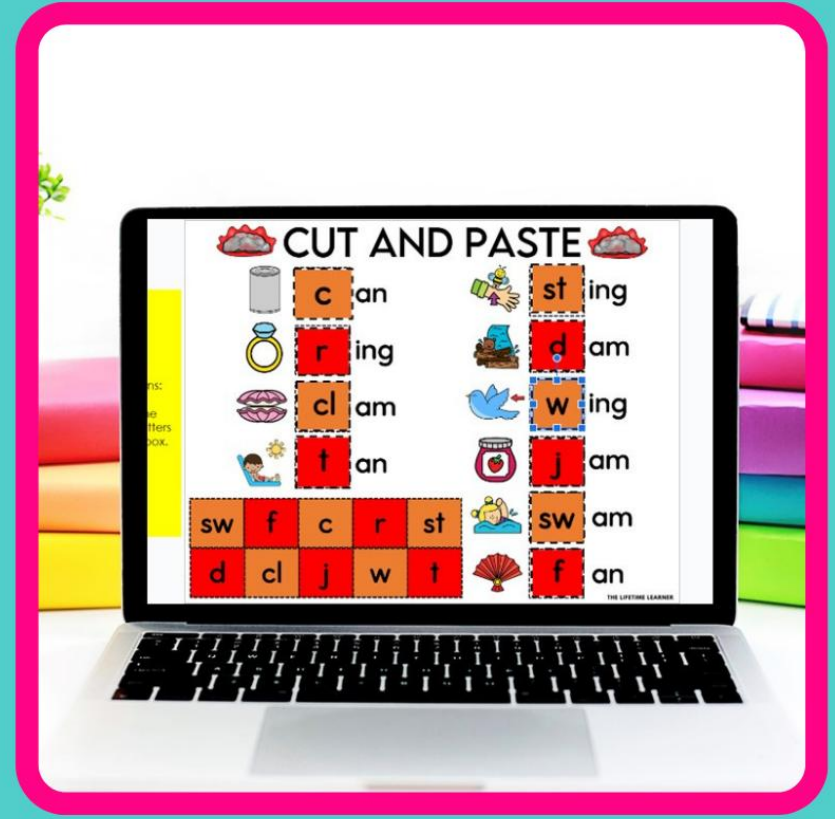 CUT AND PASTE
c an
r ing
cl am
t an
st ing
d am
w ing
j am
sw am
f an
sw f c r st
d cl j w t
THE LIFETIME LEARNER
box.